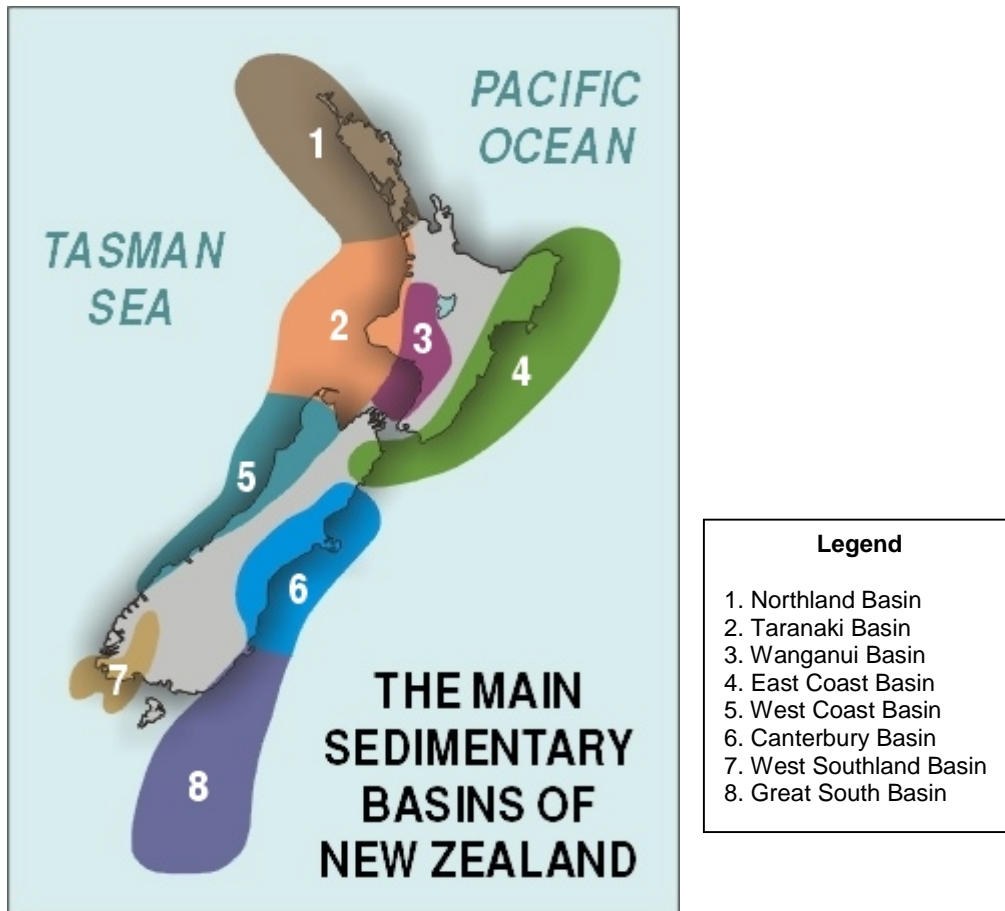 PACIFIC
OCEAN
1
TASMAN
SEA
2
3
4
5
6
7
8
THE MAIN
SEDIMENTARY
BASINS OF
NEW ZEALAND
Legend
1. Northland Basin
2. Taranaki Basin
3. Wanganui Basin
4. East Coast Basin
5. West Coast Basin
6. Canterbury Basin
7. West Southland Basin
8. Great South Basin